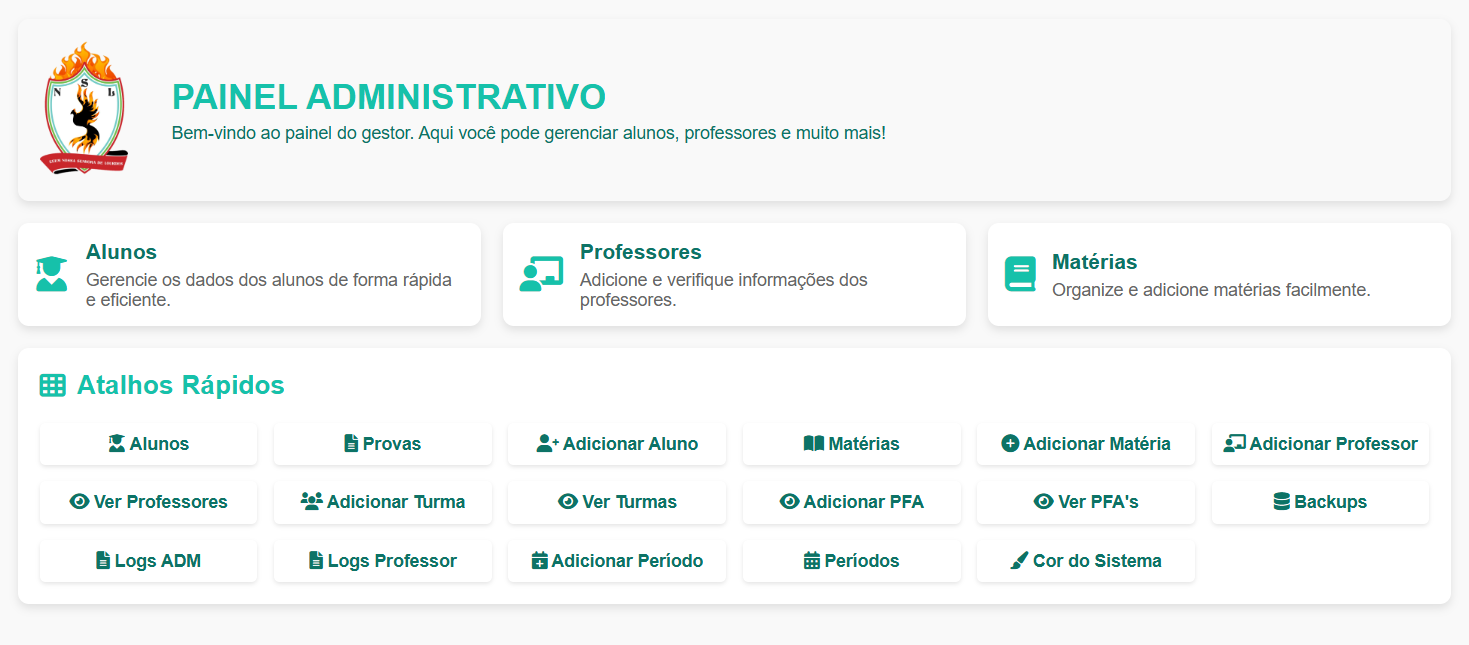 N S L
PAINEL ADMINISTRATIVO
Bem-vindo ao painel do gestor. Aqui você pode gerenciar alunos, professores e muito mais!
Alunos
Gerencie os dados dos alunos de forma rápida
e eficiente.
Professores
Adicione e verifique informações dos
professores.
Matérias
Organize e adicione matérias facilmente.
Atalhos Rápidos
Alunos
Provas
Adicionar Aluno
Matérias
Adicionar Matéria
Adicionar Professor
Ver Professores
Adicionar Turma
Ver Turmas
Adicionar PFA
Ver PFA's
Backups
Logs ADM
Logs Professor
Adicionar Período
Períodos
Cor do Sistema